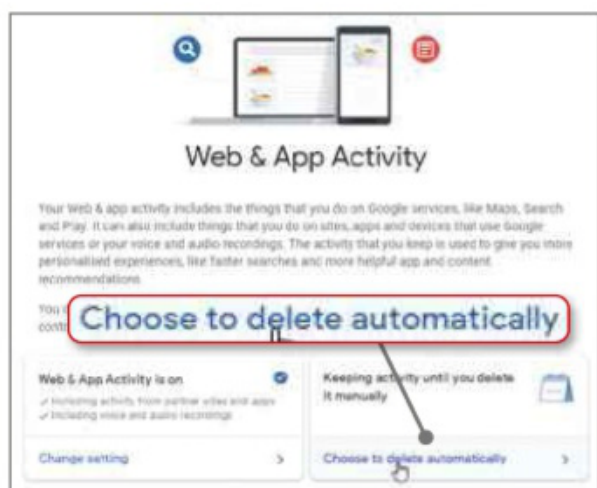 Web & App Activity
Your Web & app activity includes the things that you do on Google services, like Maps, Search
and Play. It can also include things that you do on sites, apps and devices that use Google
services or your voice and audio recordings. The activity that you keep is used to give you more
personalised experiences, like faster searches and more helpful app and content
recommendations.
You
Choose to delete automatically
Web & App Activity is on
✓ Including activity from partner sites and apps
✓ Including voice and audio recordings
Change setting >
Keeping activity until you delete
it manually
Choose to delete automatically >